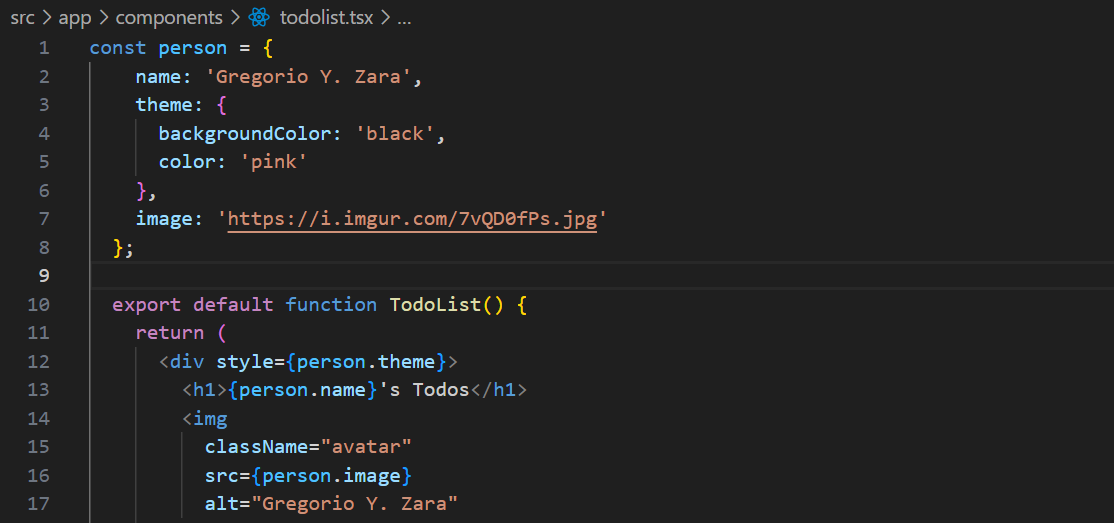 src > app > components > todolist.tsx > ...
1 const person = {
2 name: 'Gregorio Y. Zara',
3 theme: {
4 backgroundColor: 'black',
5 color: 'pink'
6 },
7 image: 'https://i.imgur.com/7vQD0fPs.jpg'
8 };
9
10 export default function TodoList() {
11 return (
12 <div style={person.theme}>
13 <h1>{person.name}'s Todos</h1>
14 <img
15 className="avatar"
16 src={person.image}
17 alt="Gregorio Y. Zara"